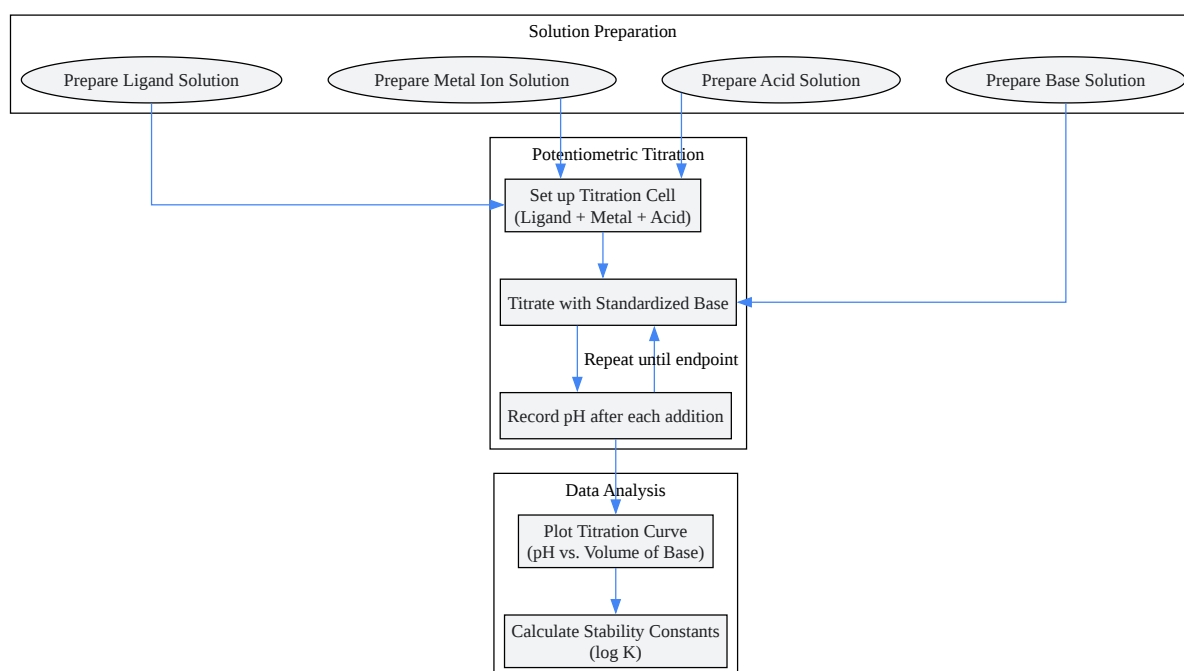 Solution Preparation
Prepare Ligand Solution
Prepare Metal Ion Solution
Prepare Acid Solution
Prepare Base Solution
Potentiometric Titration
Set up Titration Cell
(Ligand + Metal + Acid)
Titrate with Standardized Base
Repeat until endpoint
Record pH after each addition
Data Analysis
Plot Titration Curve
(pH vs. Volume of Base)
Calculate Stability Constants
(log K)